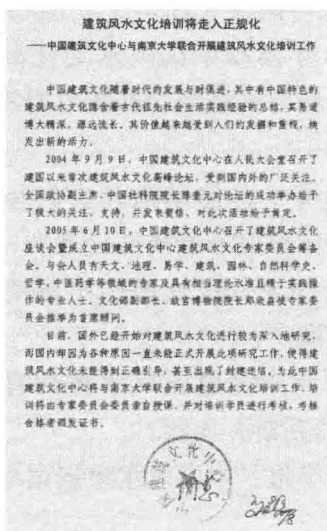 建筑风水文化培训将走入正规化
——中国建筑文化中心与南京大学联合开展建筑风水文化培训工作
中国建筑文化随着时代的发展与时俱进,其中有中国特色的
建筑风水文化隐含着古代祖先社会生活实践经验的总结,其易道
博大精深,源远流长。其价值越来越受到人们的发掘和重视,焕
发出新的活力。
2004年9月9日,中国建筑文化中心在人民大会堂召开了
建国以来首次建筑风水文化高峰论坛,受到国内外的广泛关注。
全国政协副主席、中国社科院院长陈奎元对论坛的成功举办给予
了极大的关注、支持,并发来贺信,对此次活动给予肯定。
2005年6月10日,中国建筑文化中心召开了建筑风水文化
座谈会暨成立中国建筑文化中心建筑风水文化专家委员会筹备
会。与会人员有天文、地理、易学、建筑、园林、自然科学史、
哲学、中医药学等领域的专家及具有相当理论水准且精于实践操
作的专业人士。文化部副部长、故宫博物院院长郑欣淼被专家委
员会推举为首席顾问。
目前,国外已经开始对建筑风水文化进行较为深入地研究,
而国内却因为各种原因一直未能正式开展此项研究工作,使得建
筑风水文化未能得到正确引导,甚至出现了封建迷信。为此中国
建筑文化中心将与南京大学联合开展建筑风水文化培训工作,培
训将由专家委员会委员亲自授课,并对培训学员进行考核,考核
合格者颁发证书。
建筑文化中心